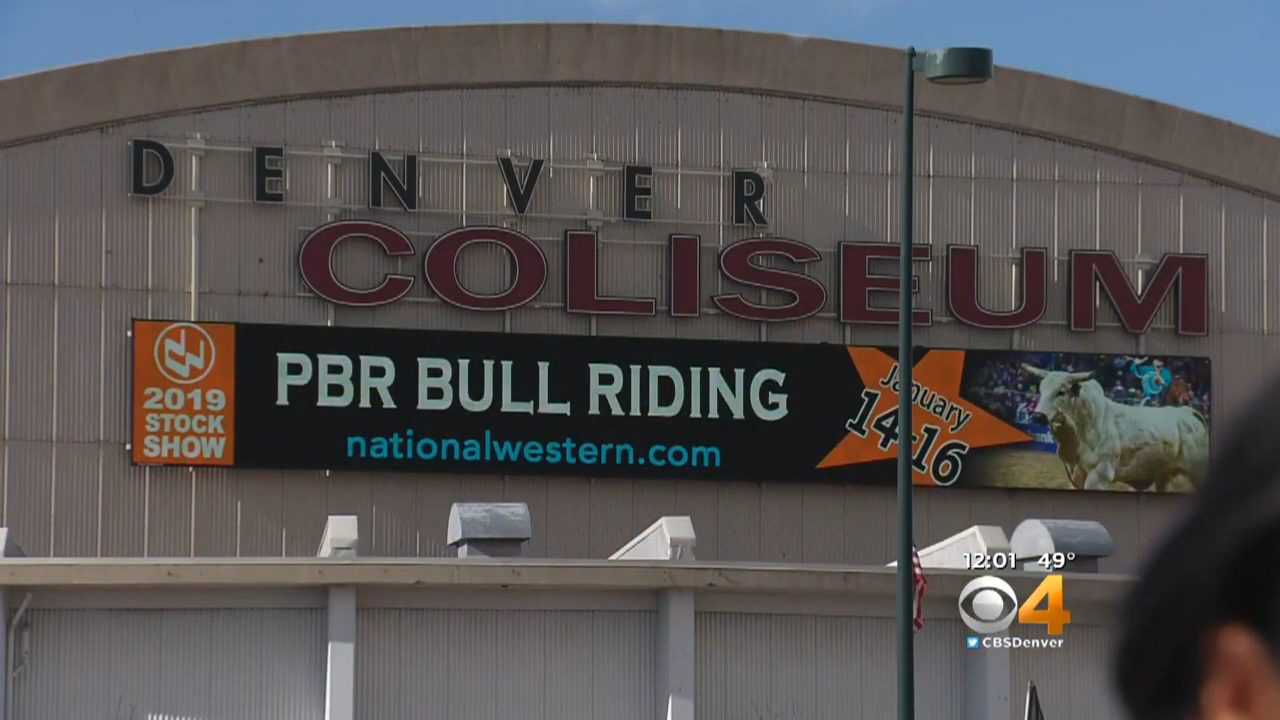 DENVER
COLISEUM
2019
STOCK
SHOW
PBR BULL RIDING
nationalwestern.com
January
14-16
12:01 49°
4
CBSDenver